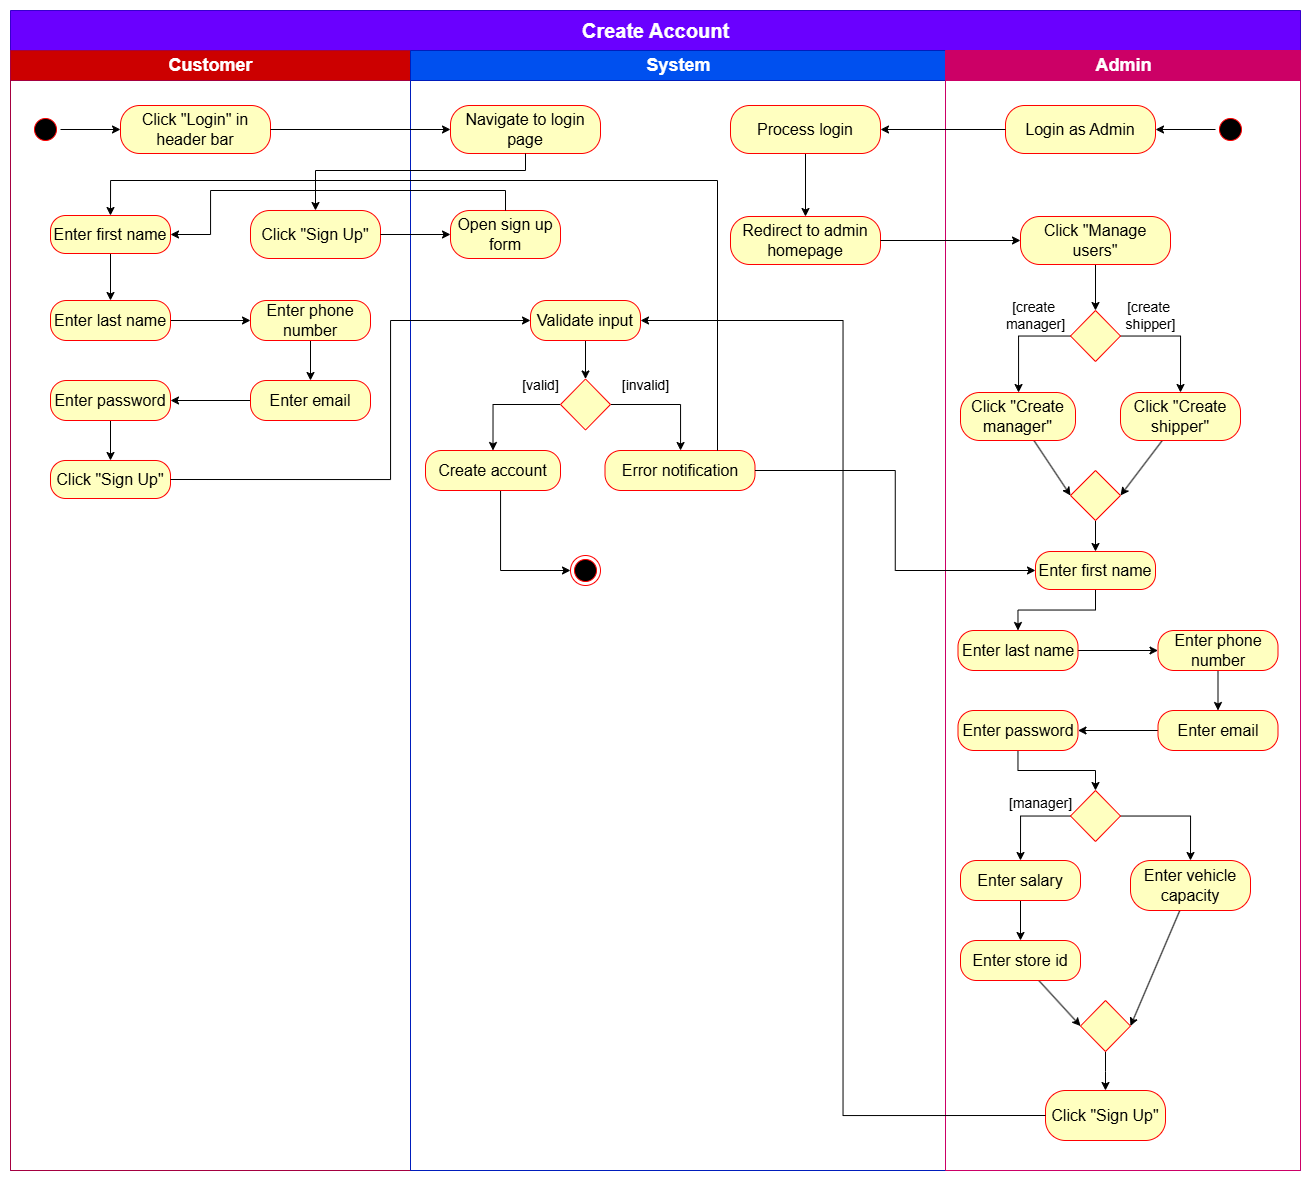 Create Account
Customer
System
Admin
Click "Login" in
header bar
Navigate to login
page
Process login
Login as Admin
Enter first name
Click "Sign Up"
Open sign up
form
Redirect to admin
homepage
Click "Manage
users"
Enter last name
Enter phone
number
Validate input
[create
manager]
[create
shipper]
Enter password
Enter email
[valid]
[invalid]
Click "Create
manager"
Click "Create
shipper"
Click "Sign Up"
Create account
Error notification
Enter first name
Enter last name
Enter phone
number
Enter password
Enter email
[manager]
Enter salary
Enter vehicle
capacity
Enter store id
Click "Sign Up"